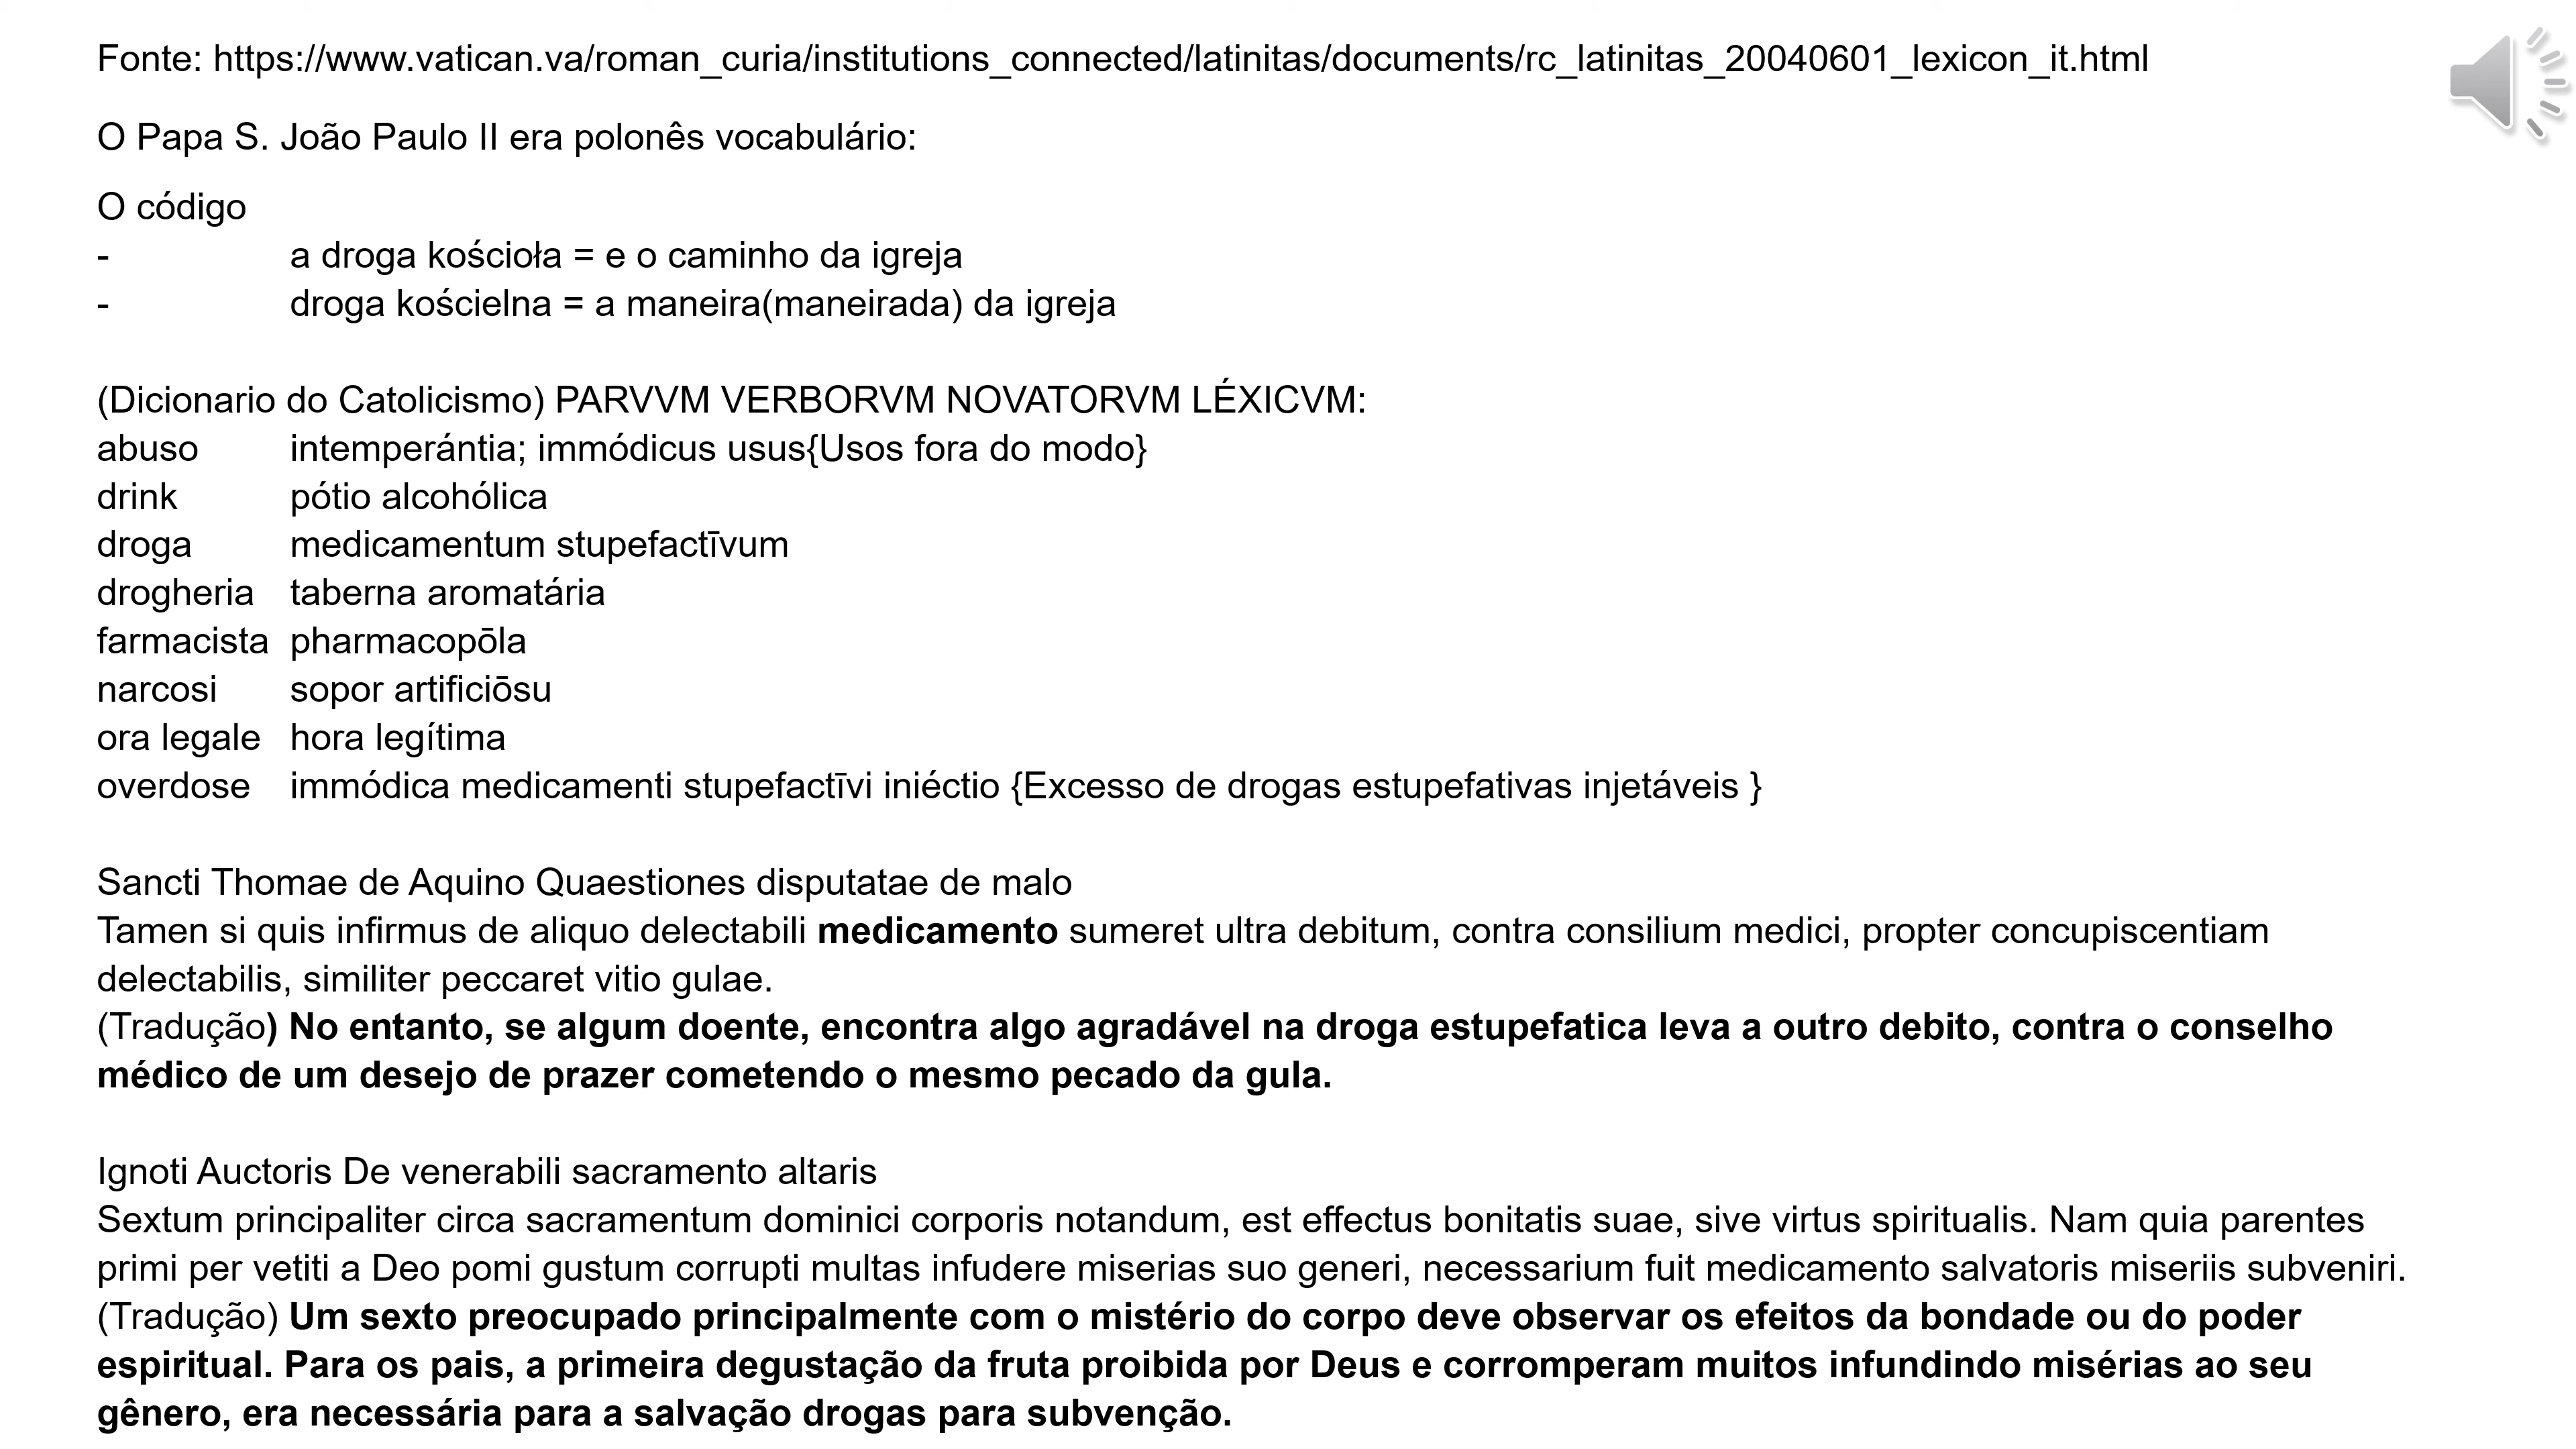 Fonte: https://www.vatican.va/roman_curia/institutions_connected/latinitas/documents/rc_latinitas_20040601_lexicon_it.html
O Papa S. João Paulo II era polonês vocabulário:
O código
- a droga kościoła = e o caminho da igreja
- droga kościelna = a maneira(maneirada) da igreja
(Dicionario do Catolicismo) PARVVM VERBORVM NOVATORVM LÉXICVM:
abuso intemperántia; immódicus usus{Usos fora do modo}
drink pótio alcohólica
droga medicamentum stupefactīvum
drogheria taberna aromatária
farmacista pharmacopōla
narcosi sopor artificiōsu
ora legale hora legítima
overdose immódica medicamenti stupefactīvi iniéctio {Excesso de drogas estupefativas injetáveis }
Sancti Thomae de Aquino Quaestiones disputatae de malo
Tamen si quis infirmus de aliquo delectabili medicamento sumeret ultra debitum, contra consilium medici, propter concupiscentiam
delectabilis, similiter peccaret vitio gulae.
(Tradução) No entanto, se algum doente, encontra algo agradável na droga estupefatica leva a outro debito, contra o conselho
médico de um desejo de prazer cometendo o mesmo pecado da gula.
Ignoti Auctoris De venerabili sacramento altaris
Sextum principaliter circa sacramentum dominici corporis notandum, est effectus bonitatis suae, sive virtus spiritualis. Nam quia parentes
primi per vetiti a Deo pomi gustum corrupti multas infudere miserias suo generi, necessarium fuit medicamento salvatoris miseriis subveniri.
(Tradução) Um sexto preocupado principalmente com o mistério do corpo deve observar os efeitos da bondade ou do poder
espiritual. Para os pais, a primeira degustação da fruta proibida por Deus e corromperam muitos infundindo misérias ao seu
gênero, era necessária para a salvação drogas para subvenção.